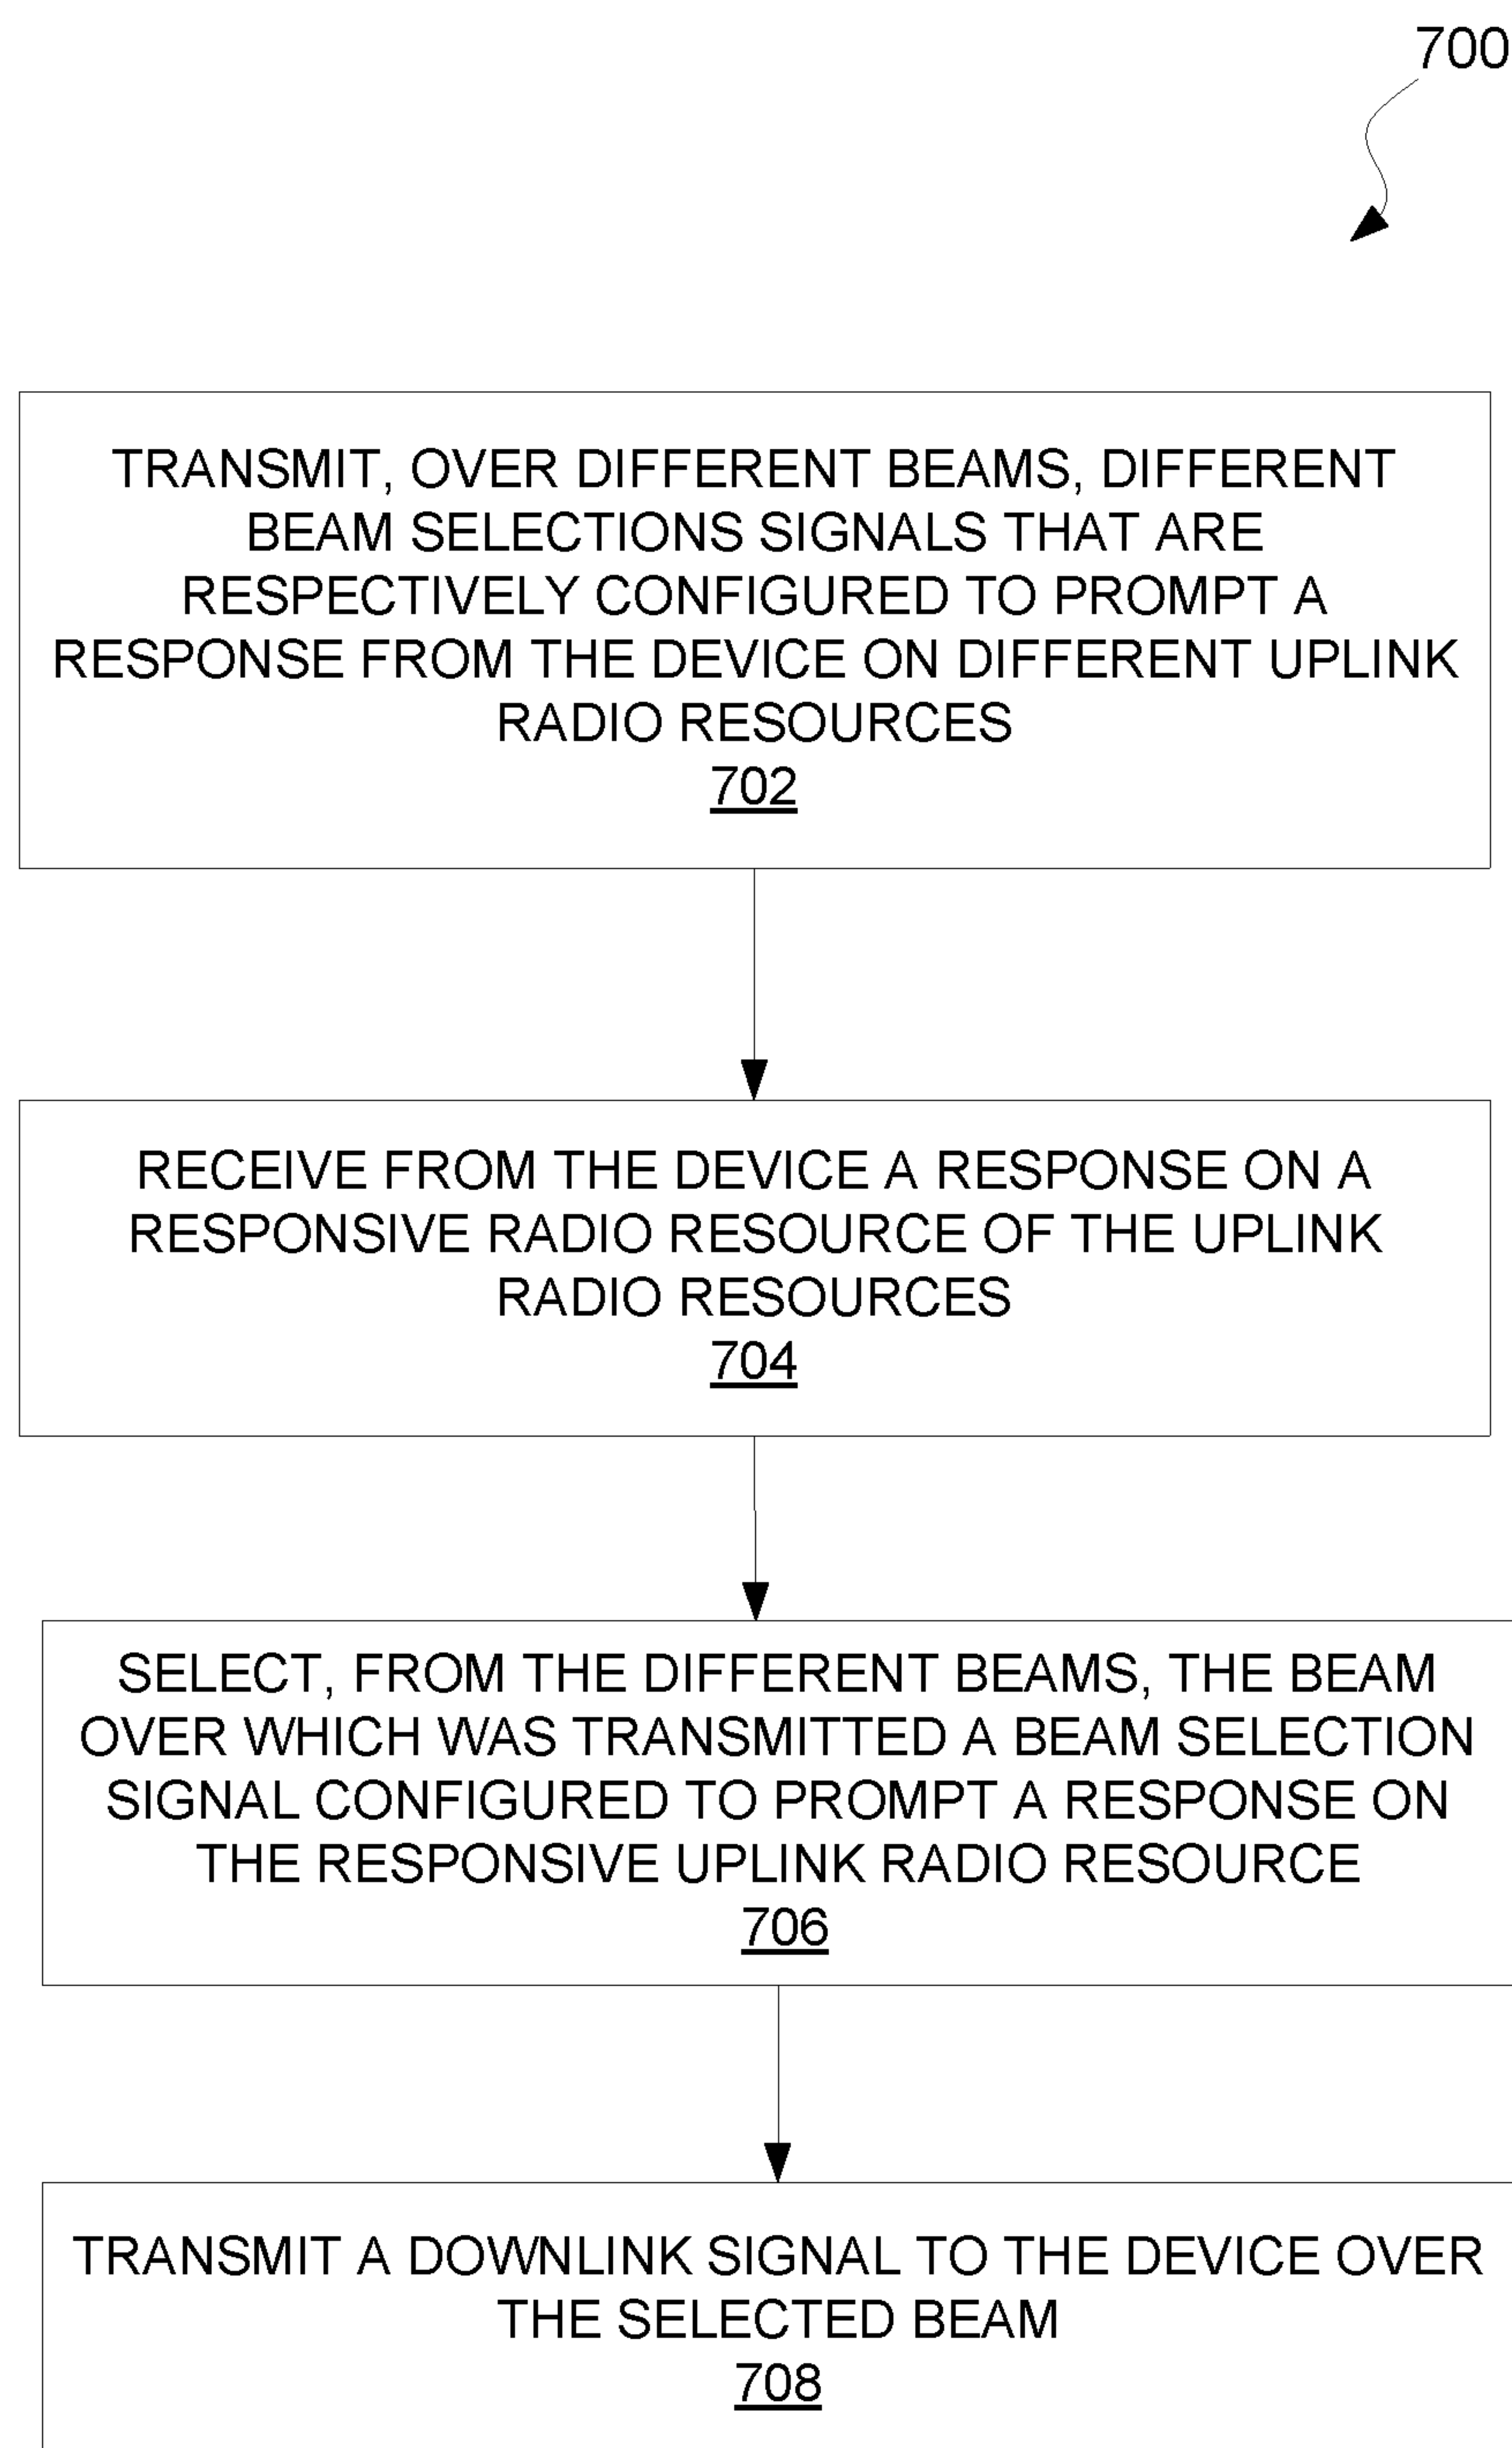 700
TRANSMIT, OVER DIFFERENT BEAMS, DIFFERENT
BEAM SELECTIONS SIGNALS THAT ARE
RESPECTIVELY CONFIGURED TO PROMPT A
RESPONSE FROM THE DEVICE ON DIFFERENT UPLINK
RADIO RESOURCES
702
RECEIVE FROM THE DEVICE A RESPONSE ON A
RESPONSIVE RADIO RESOURCE OF THE UPLINK
RADIO RESOURCES
704
SELECT, FROM THE DIFFERENT BEAMS, THE BEAM
OVER WHICH WAS TRANSMITTED A BEAM SELECTION
SIGNAL CONFIGURED TO PROMPT A RESPONSE ON
THE RESPONSIVE UPLINK RADIO RESOURCE
706
TRANSMIT A DOWNLINK SIGNAL TO THE DEVICE OVER
THE SELECTED BEAM
708